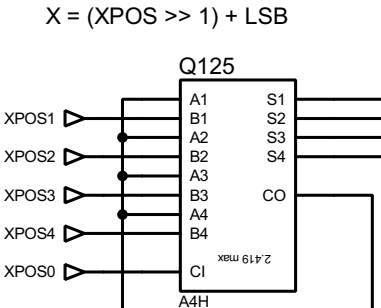 X = (XPOS >> 1) + LSB
Q125
A1 S1
XPOS1 B1 S2
A2 S3
XPOS2 B2 S4
A3
XPOS3 B3 CO
A4
XPOS4 B4
2.419 max
XPOS0 CI
A4H